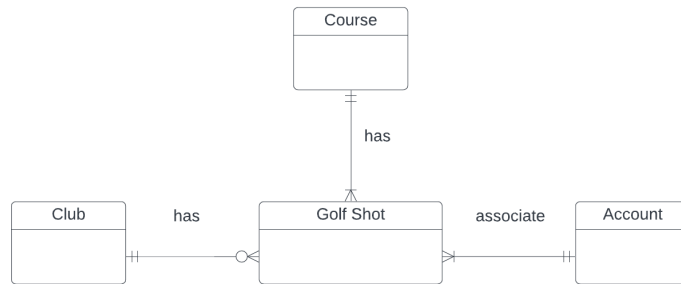 Course
has
Club
has
Golf Shot
associate
Account